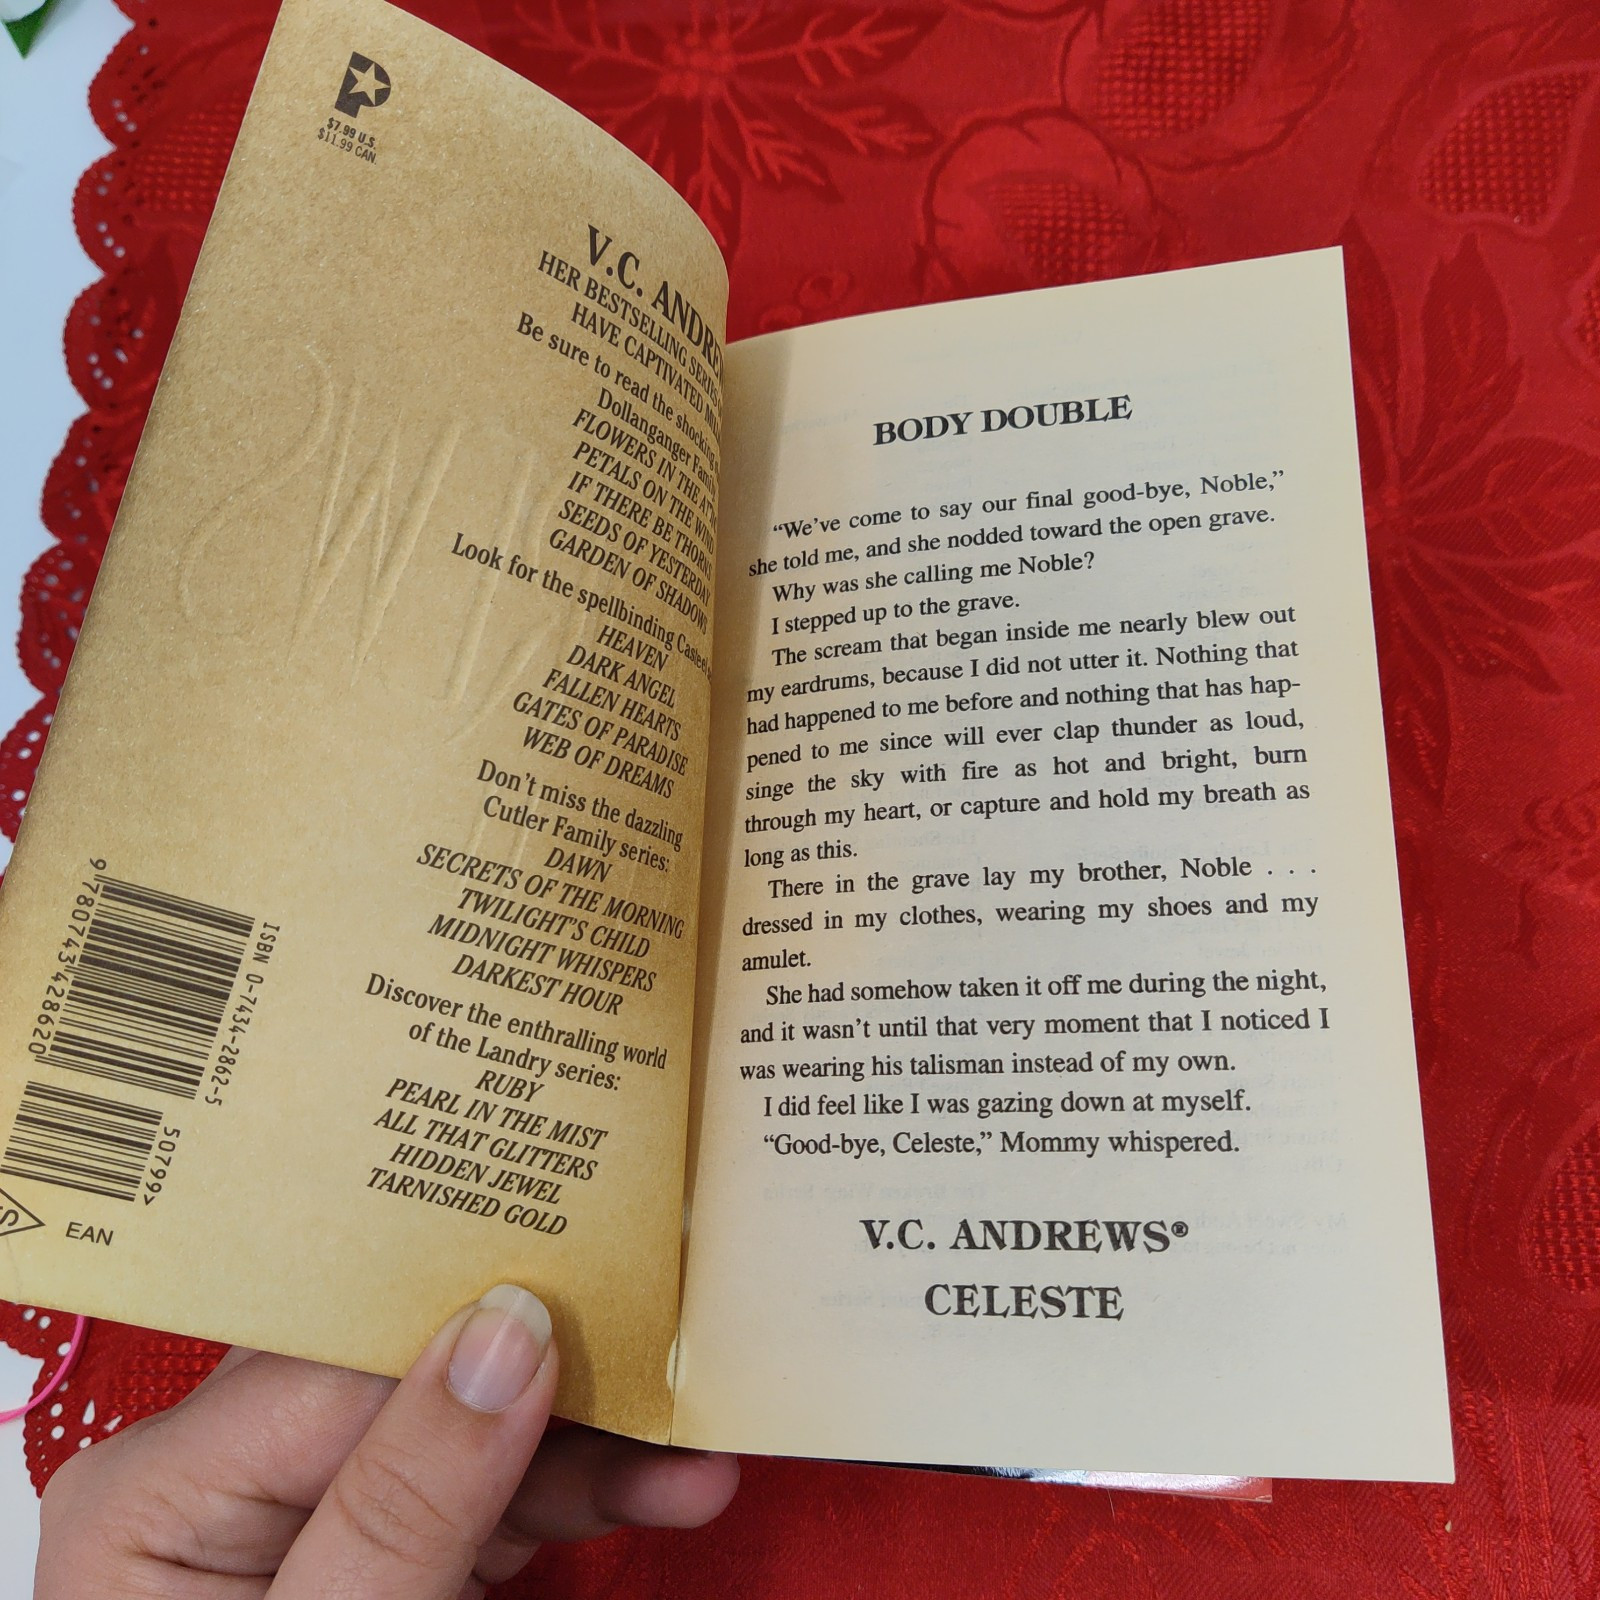 $7.99 U.S.
$11.99 CAN.
V.C. ANDREW
HER BESTSELLING SERIES
HAVE CAPTIVATED
Be sure to read the shocking
Dollanganger Family
FLOWERS IN THE ATTIC
PETALS ON THE WIND
IF THERE BE THORNS
SEEDS OF YESTERDAY
GARDEN OF SHADOWS
Look for the spellbinding Casteel
HEAVEN
DARK ANGEL
FALLEN HEARTS
GATES OF PARADISE
WEB OF DREAMS
Don't miss the dazzling
Cutler Family series:
DAWN
SECRETS OF THE MORNING
TWILIGHT'S CHILD
MIDNIGHT WHISPERS
DARKEST HOUR
Discover the enthralling world
of the Landry series:
RUBY
PEARL IN THE MIST
ALL THAT GLITTERS
HIDDEN JEWEL
TARNISHED GOLD
ISBN 0-7434-2862-5
9 780743 428620
50799>
EAN
BODY DOUBLE
“We've come to say our final good-bye, Noble,”
she told me, and she nodded toward the open grave.
Why was she calling me Noble?
I stepped up to the grave.
The scream that began inside me nearly blew out
my eardrums, because I did not utter it. Nothing that
had happened to me before and nothing that has hap-
pened to me since will ever clap thunder as loud,
singe the sky with fire as hot and bright, burn
through my heart, or capture and hold my breath as
long as this.
There in the grave lay my brother, Noble . . .
dressed in my clothes, wearing my shoes and my
amulet.
She had somehow taken it off me during the night,
and it wasn't until that very moment that I noticed I
was wearing his talisman instead of my own.
I did feel like I was gazing down at myself.
“Good-bye, Celeste,” Mommy whispered.
V.C. ANDREWS®
CELESTE